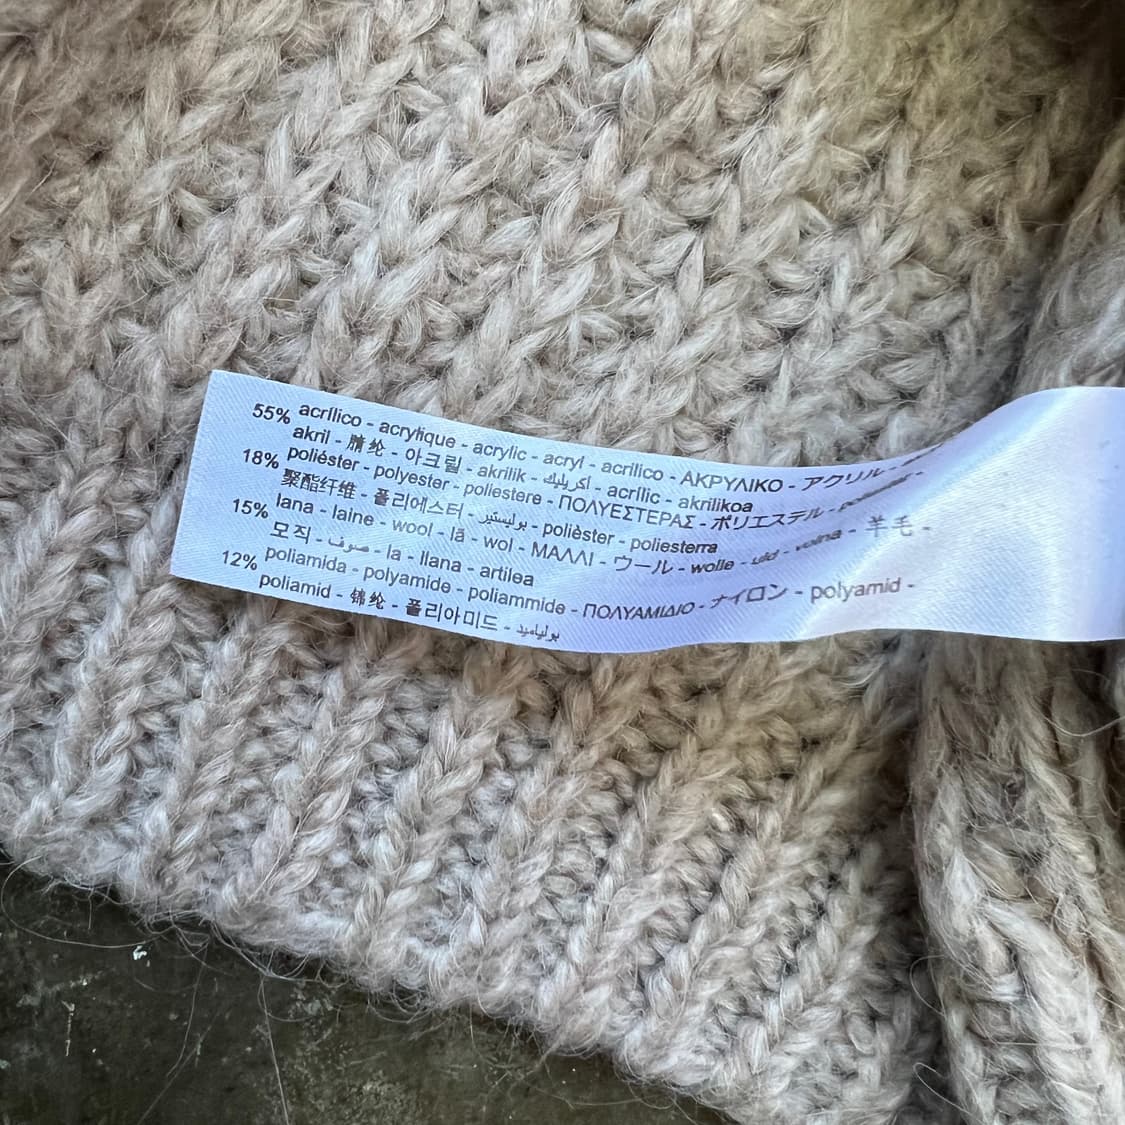 55% acrílico - acrylique - acrylic - acryl - acrilico - ΑΚΡΥΛΙΚΟ - アクリル -
akril - 腈纶 - 아크릴 - akrilik - أكريليك - acrílic - akrilikoa
18% poliéster - polyester - poliestere - ΠΟΛΥΕΣΤΕΡΑΣ - ポリエステル - poliester -
聚酯纤维 - 폴리에스터 - بوليستير - polièster - poliesterra
15% lana - laine - wool - lã - wol - ΜΑΛΛΙ - ウール - wolle - uld - volna - 羊毛 -
모직 - صوف - la - llana - artilea
12% poliamida - polyamide - poliammide - ΠΟΛΥΑΜΙΔΙΟ - ナイロン - polyamid -
poliamid - 锦纶 - 폴리아미드 - بولياميد